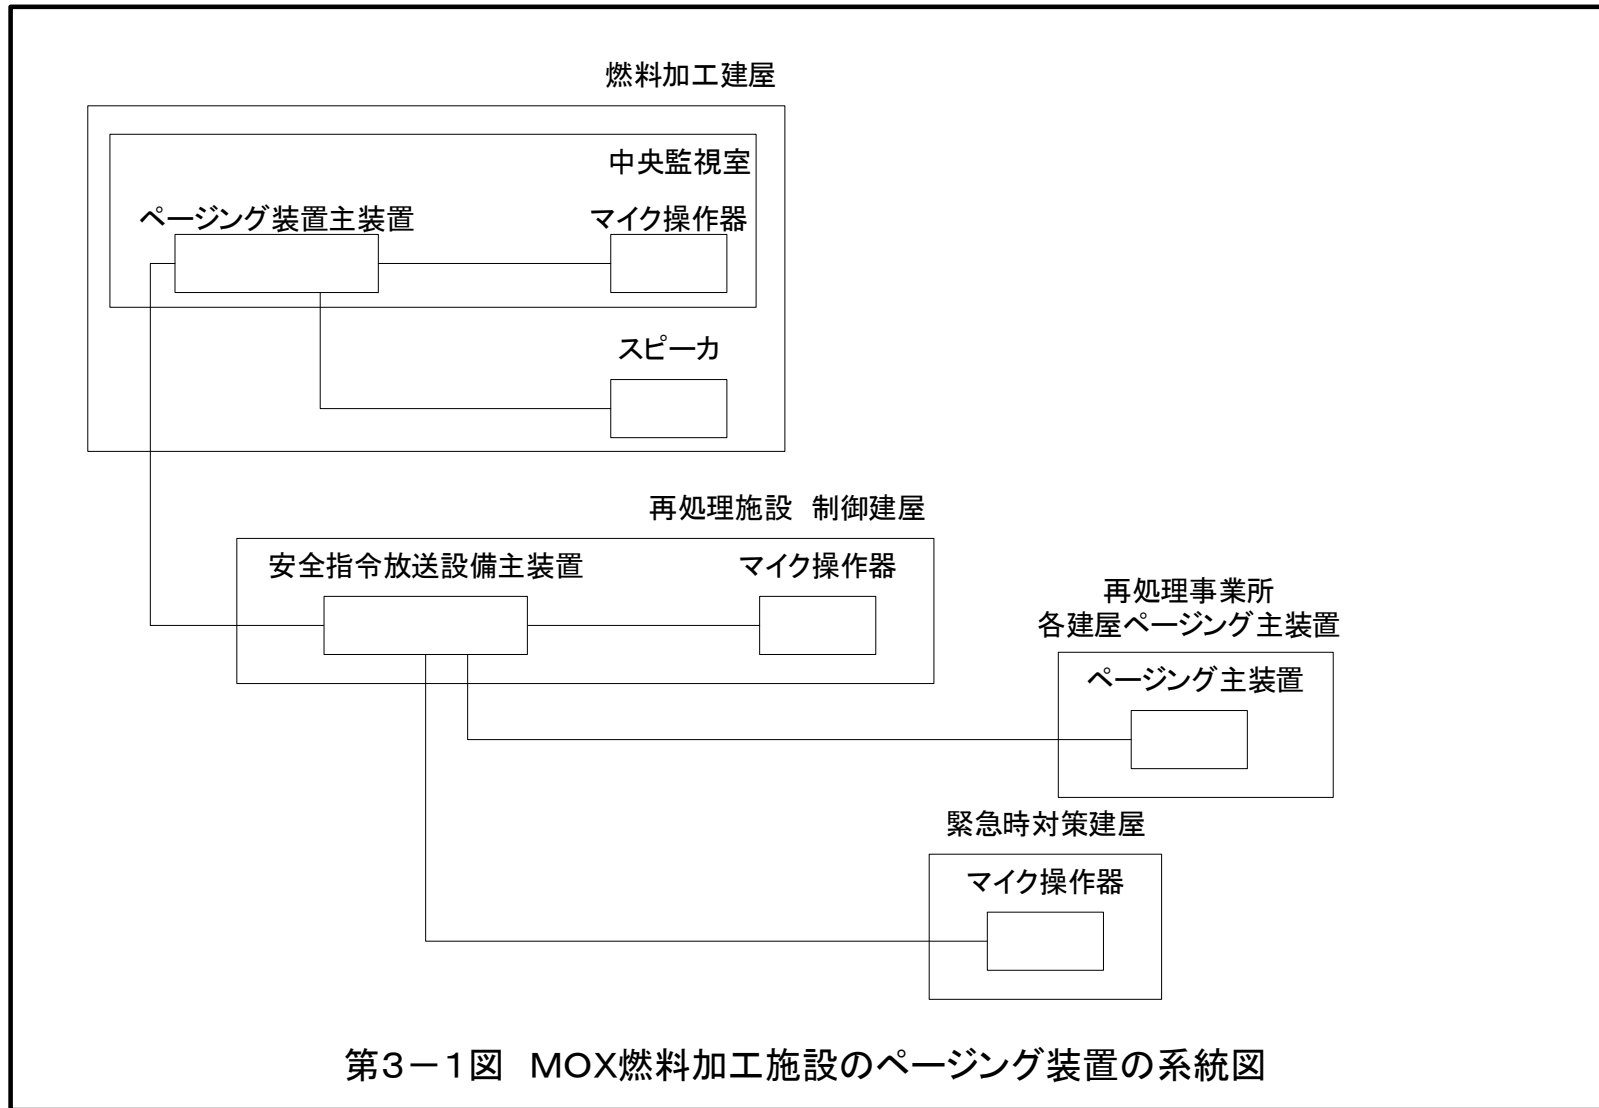 燃料加工建屋
中央監視室
ページング装置主装置
マイク操作器
スピーカ
再処理施設 制御建屋
安全指令放送設備主装置
マイク操作器
再処理事業所
各建屋ページング主装置
ページング主装置
緊急時対策建屋
マイク操作器
第3－1図 MOX燃料加工施設のページング装置の系統図